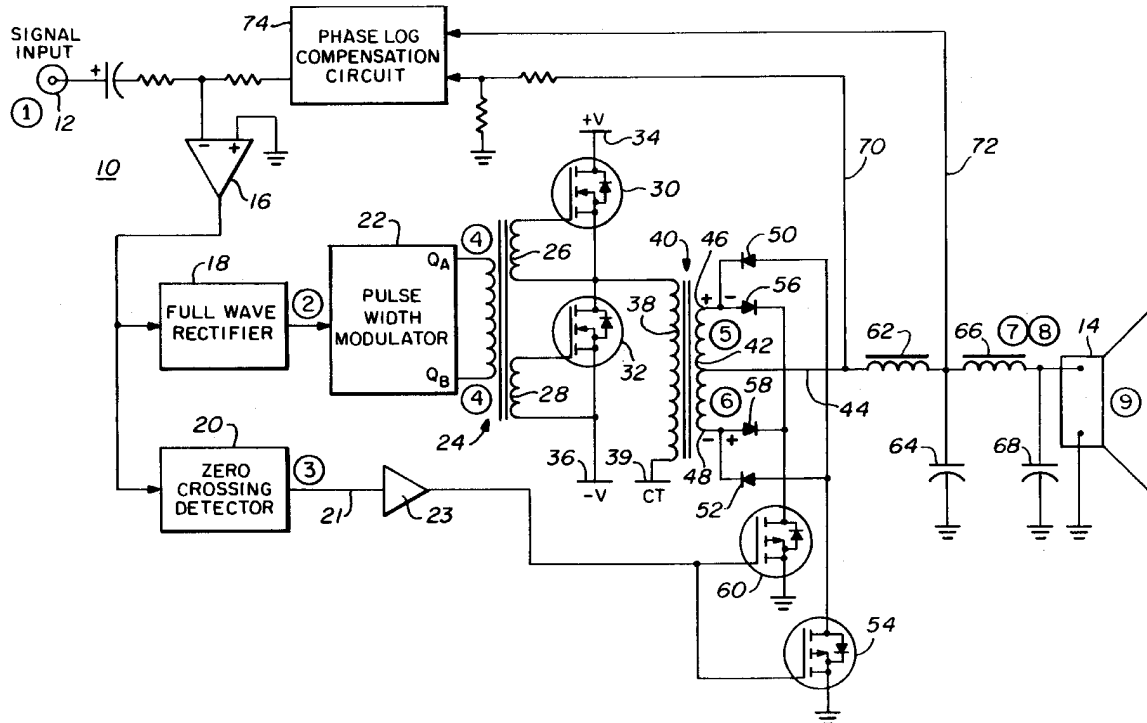 74
PHASE LOG
COMPENSATION
CIRCUIT
SIGNAL
INPUT
+
1
12
10
- +
16
+V
34
30
70
72
22
4
26
40
46
50
18
FULL WAVE
RECTIFIER
2
QA
PULSE
WIDTH
MODULATOR
QB
4
28
24
32
38
+ -
56
5
42
6
58
- +
48
52
44
62
66
7 8
14
9
64
68
20
ZERO
CROSSING
DETECTOR
3
21
23
36
-V
39
CT
60
54